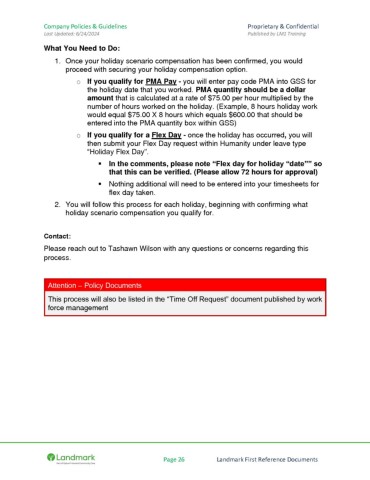 Company Policies & Guidelines Proprietary & Confidential
Last Updated: 6/24/2024 Published by LMS Training
What You Need to Do:
1. Once your holiday scenario compensation has been confirmed, you would
proceed with securing your holiday compensation option.
o If you qualify for PMA Pay - you will enter pay code PMA into GSS for
the holiday date that you worked. PMA quantity should be a dollar
amount that is calculated at a rate of $75.00 per hour multiplied by the
number of hours worked on the holiday. (Example, 8 hours holiday work
would equal $75.00 X 8 hours which equals $600.00 that should be
entered into the PMA quantity box within GSS)
o If you qualify for a Flex Day - once the holiday has occurred, you will
then submit your Flex Day request within Humanity under leave type
“Holiday Flex Day”.
▪ In the comments, please note “Flex day for holiday “date”” so
that this can be verified. (Please allow 72 hours for approval)
▪ Nothing additional will need to be entered into your timesheets for
flex day taken.
2. You will follow this process for each holiday, beginning with confirming what
holiday scenario compensation you qualify for.
Contact:
Please reach out to Tashawn Wilson with any questions or concerns regarding this
process.
Attention – Policy Documents
This process will also be listed in the “Time Off Request” document published by work
force management
Landmark
Page 26 Landmark First Reference Documents